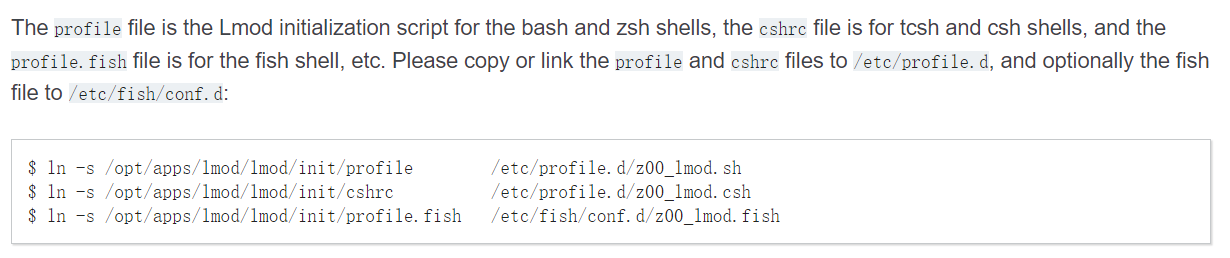 The profile file is the Lmod initialization script for the bash and zsh shells, the cshrc file is for tcsh and csh shells, and the
profile.fish file is for the fish shell, etc. Please copy or link the profile and cshrc files to /etc/profile.d, and optionally the fish
file to /etc/fish/conf.d:
$ ln -s /opt/apps/lmod/lmod/init/profile        /etc/profile.d/z00_lmod.sh
$ ln -s /opt/apps/lmod/lmod/init/cshrc          /etc/profile.d/z00_lmod.csh
$ ln -s /opt/apps/lmod/lmod/init/profile.fish   /etc/fish/conf.d/z00_lmod.fish